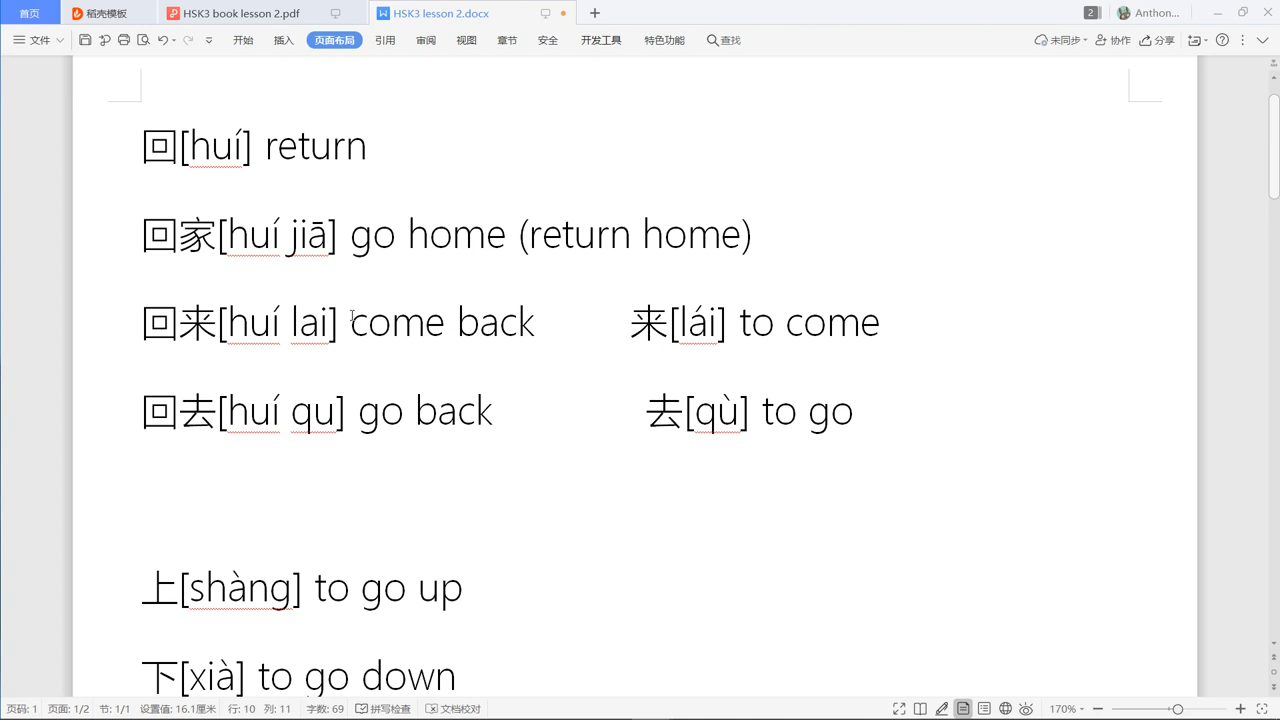 首页 稻壳模板 HSK3 book lesson 2.pdf HSK3 lesson 2.docx 2 Anthon...
文件 开始 插入 页面布局 引用 审阅 视图 章节 安全 开发工具 特色功能 查找 未同步 协作 分享
回[huí] return
回家[huí jiā] go home (return home)
回来[huí lai] come back 来[lái] to come
回去[huí qu] go back 去[qù] to go
上[shàng] to go up
下[xià] to go down
页码: 1 页面: 1/2 节: 1/1 设置值: 16.1厘米 行: 10 列: 11 字数: 69 拼写检查 文档校对 170%